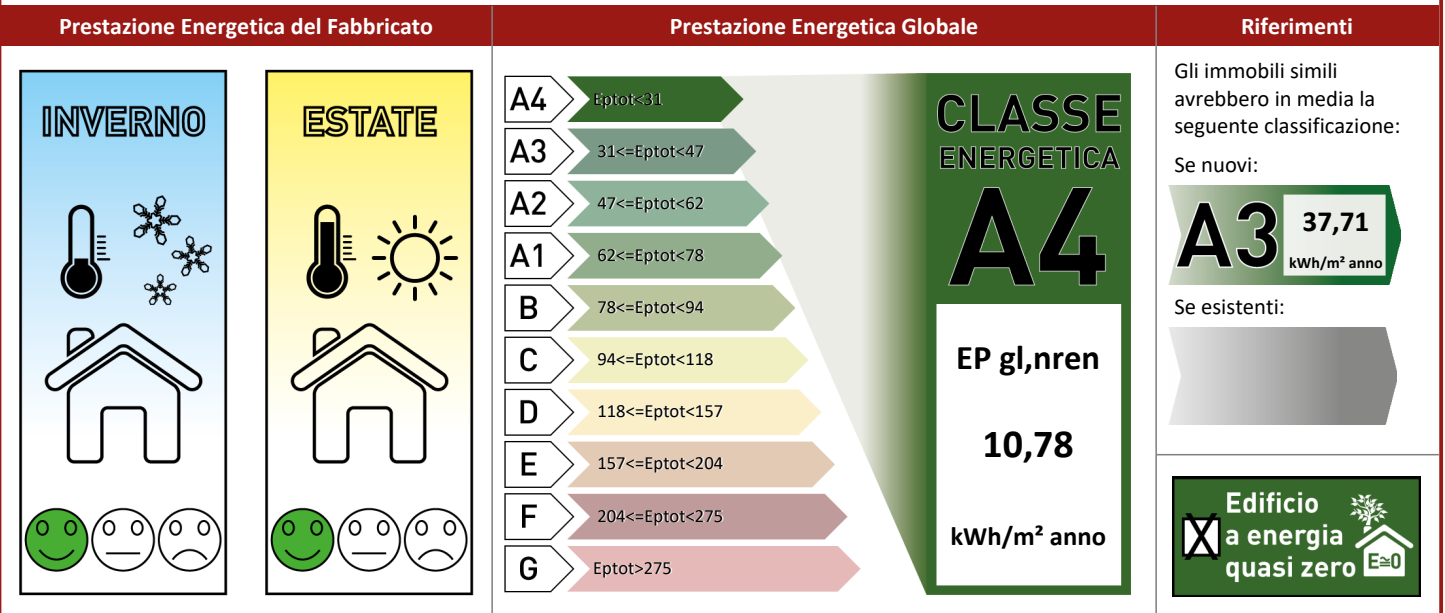 Prestazione Energetica del Fabbricato
Prestazione Energetica Globale
Riferimenti
INVERNO
ESTATE
A4 Eptot<31
A3 31<=Eptot<47
A2 47<=Eptot<62
A1 62<=Eptot<78
B 78<=Eptot<94
C 94<=Eptot<118
D 118<=Eptot<157
E 157<=Eptot<204
F 204<=Eptot<275
G Eptot>275
CLASSE
ENERGETICA
A4
EP gl,nren
10,78
kWh/m² anno
Gli immobili simili
avrebbero in media la
seguente classificazione:
Se nuovi:
A3 37,71
kWh/m² anno
Se esistenti:
X Edificio
a energia
quasi zero E≅0